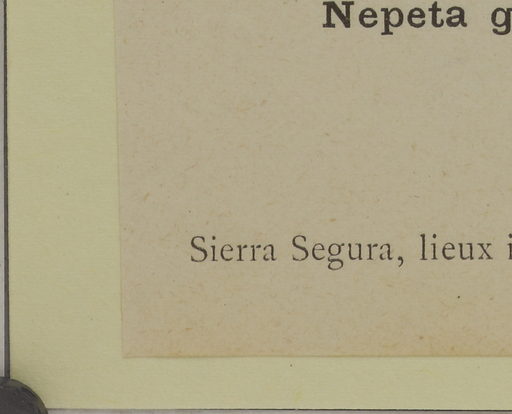 Nepeta g
Sierra Segura, lieux i